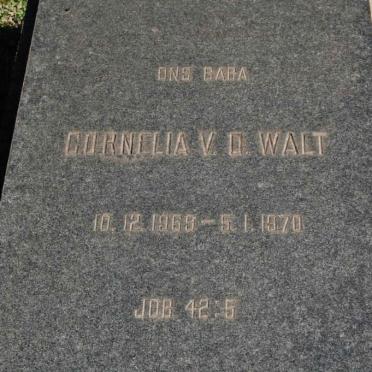 ONS BABA
CORNELIA V. D. WALT
10. 12. 1969 – 5. 1. 1970
JOB 42:5